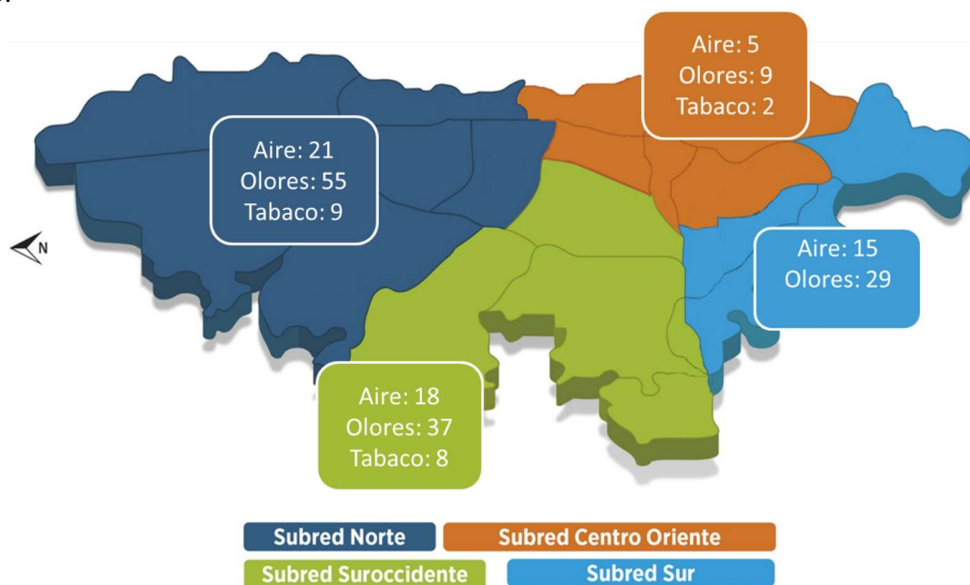 Aire: 5
Olores: 9
Tabaco: 2
Aire: 21
Olores: 55
Tabaco: 9
N
Aire: 15
Olores: 29
Aire: 18
Olores: 37
Tabaco: 8
Subred Norte
Subred Centro Oriente
Subred Suroccidente
Subred Sur